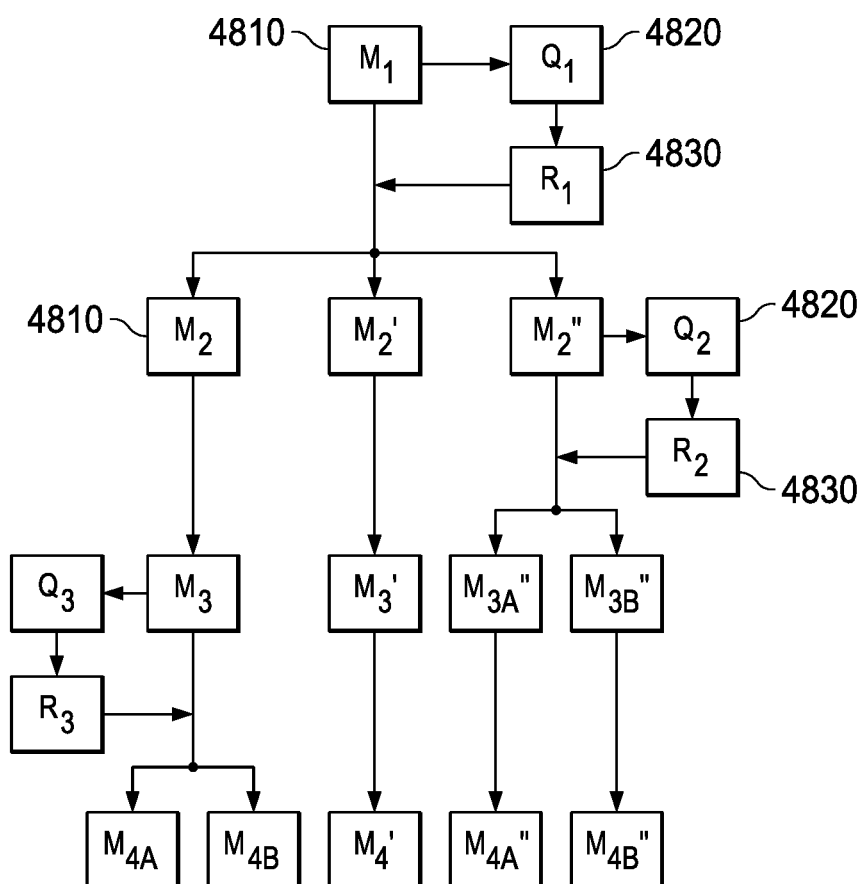 4810 M₁ Q₁ 4820
R₁ 4830
4810 M₂ M₂' M₂" Q₂ 4820
R₂ 4830
Q₃ M₃ M₃' M₃A" M₃B"
R₃
M₄A M₄B M₄' M₄A" M₄B"